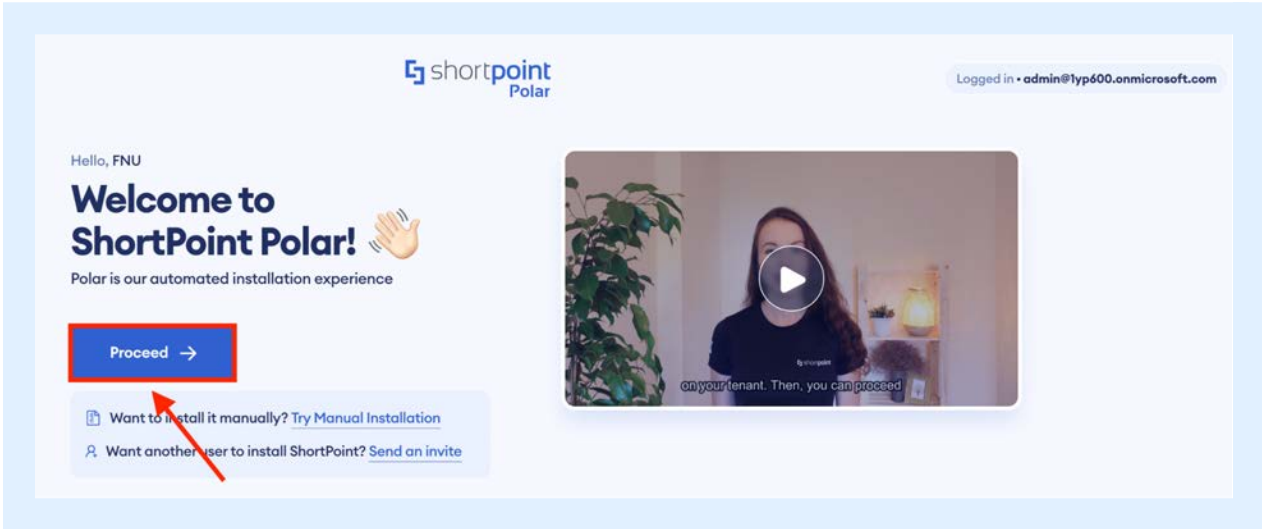 shortpoint
Polar
Logged in • admin@1yp600.onmicrosoft.com
Hello, FNU
Welcome to
ShortPoint Polar! 👋🏻
Polar is our automated installation experience
Proceed →
Want to install it manually? Try Manual Installation
Want another user to install ShortPoint? Send an invite
shortpoint
on your tenant. Then, you can proceed